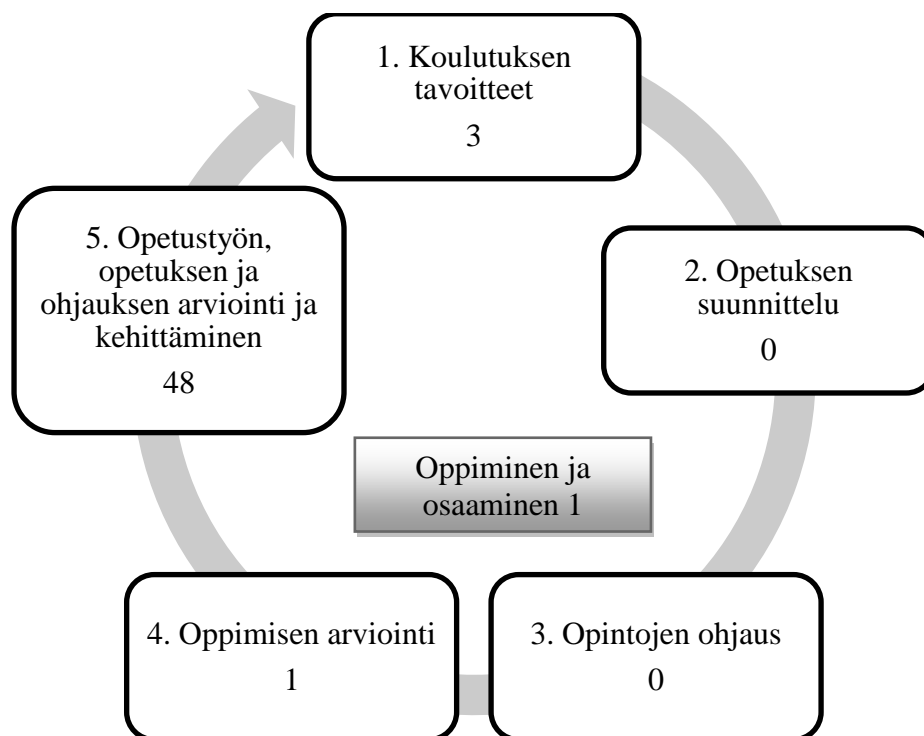 1. Koulutuksen
tavoitteet
3
2. Opetuksen
suunnittelu
0
3. Opintojen ohjaus
0
4. Oppimisen arviointi
1
5. Opetustyön,
opetuksen ja
ohjauksen arviointi ja
kehittäminen
48
Oppiminen ja
osaaminen 1